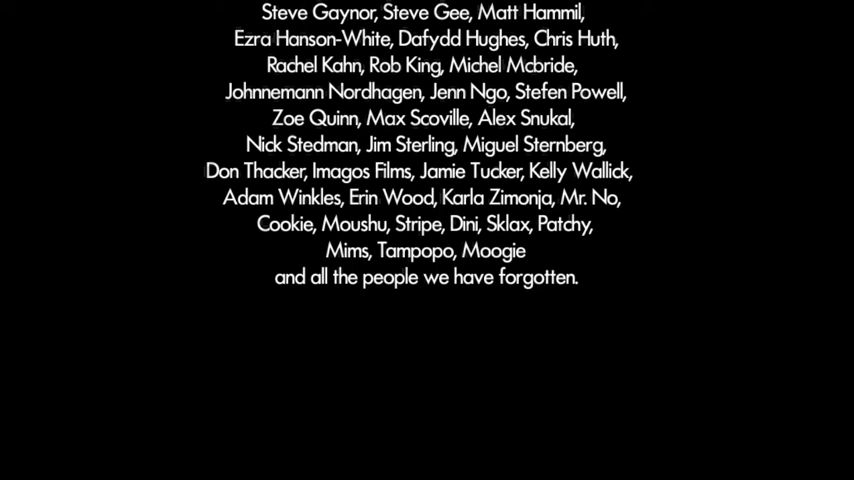 Steve Gaynor, Steve Gee, Matt Hammil,
Ezra Hanson-White, Dafydd Hughes, Chris Huth,
Rachel Kahn, Rob King, Michel Mcbride,
Johnnemann Nordhagen, Jenn Ngo, Stefen Powell,
Zoe Quinn, Max Scoville, Alex Snukal,
Nick Stedman, Jim Sterling, Miguel Sternberg,
Don Thacker, Imagos Films, Jamie Tucker, Kelly Wallick,
Adam Winkles, Erin Wood, Karla Zimonja, Mr. No,
Cookie, Moushu, Stripe, Dini, Sklax, Patchy,
Mims, Tampopo, Moogie
and all the people we have forgotten.